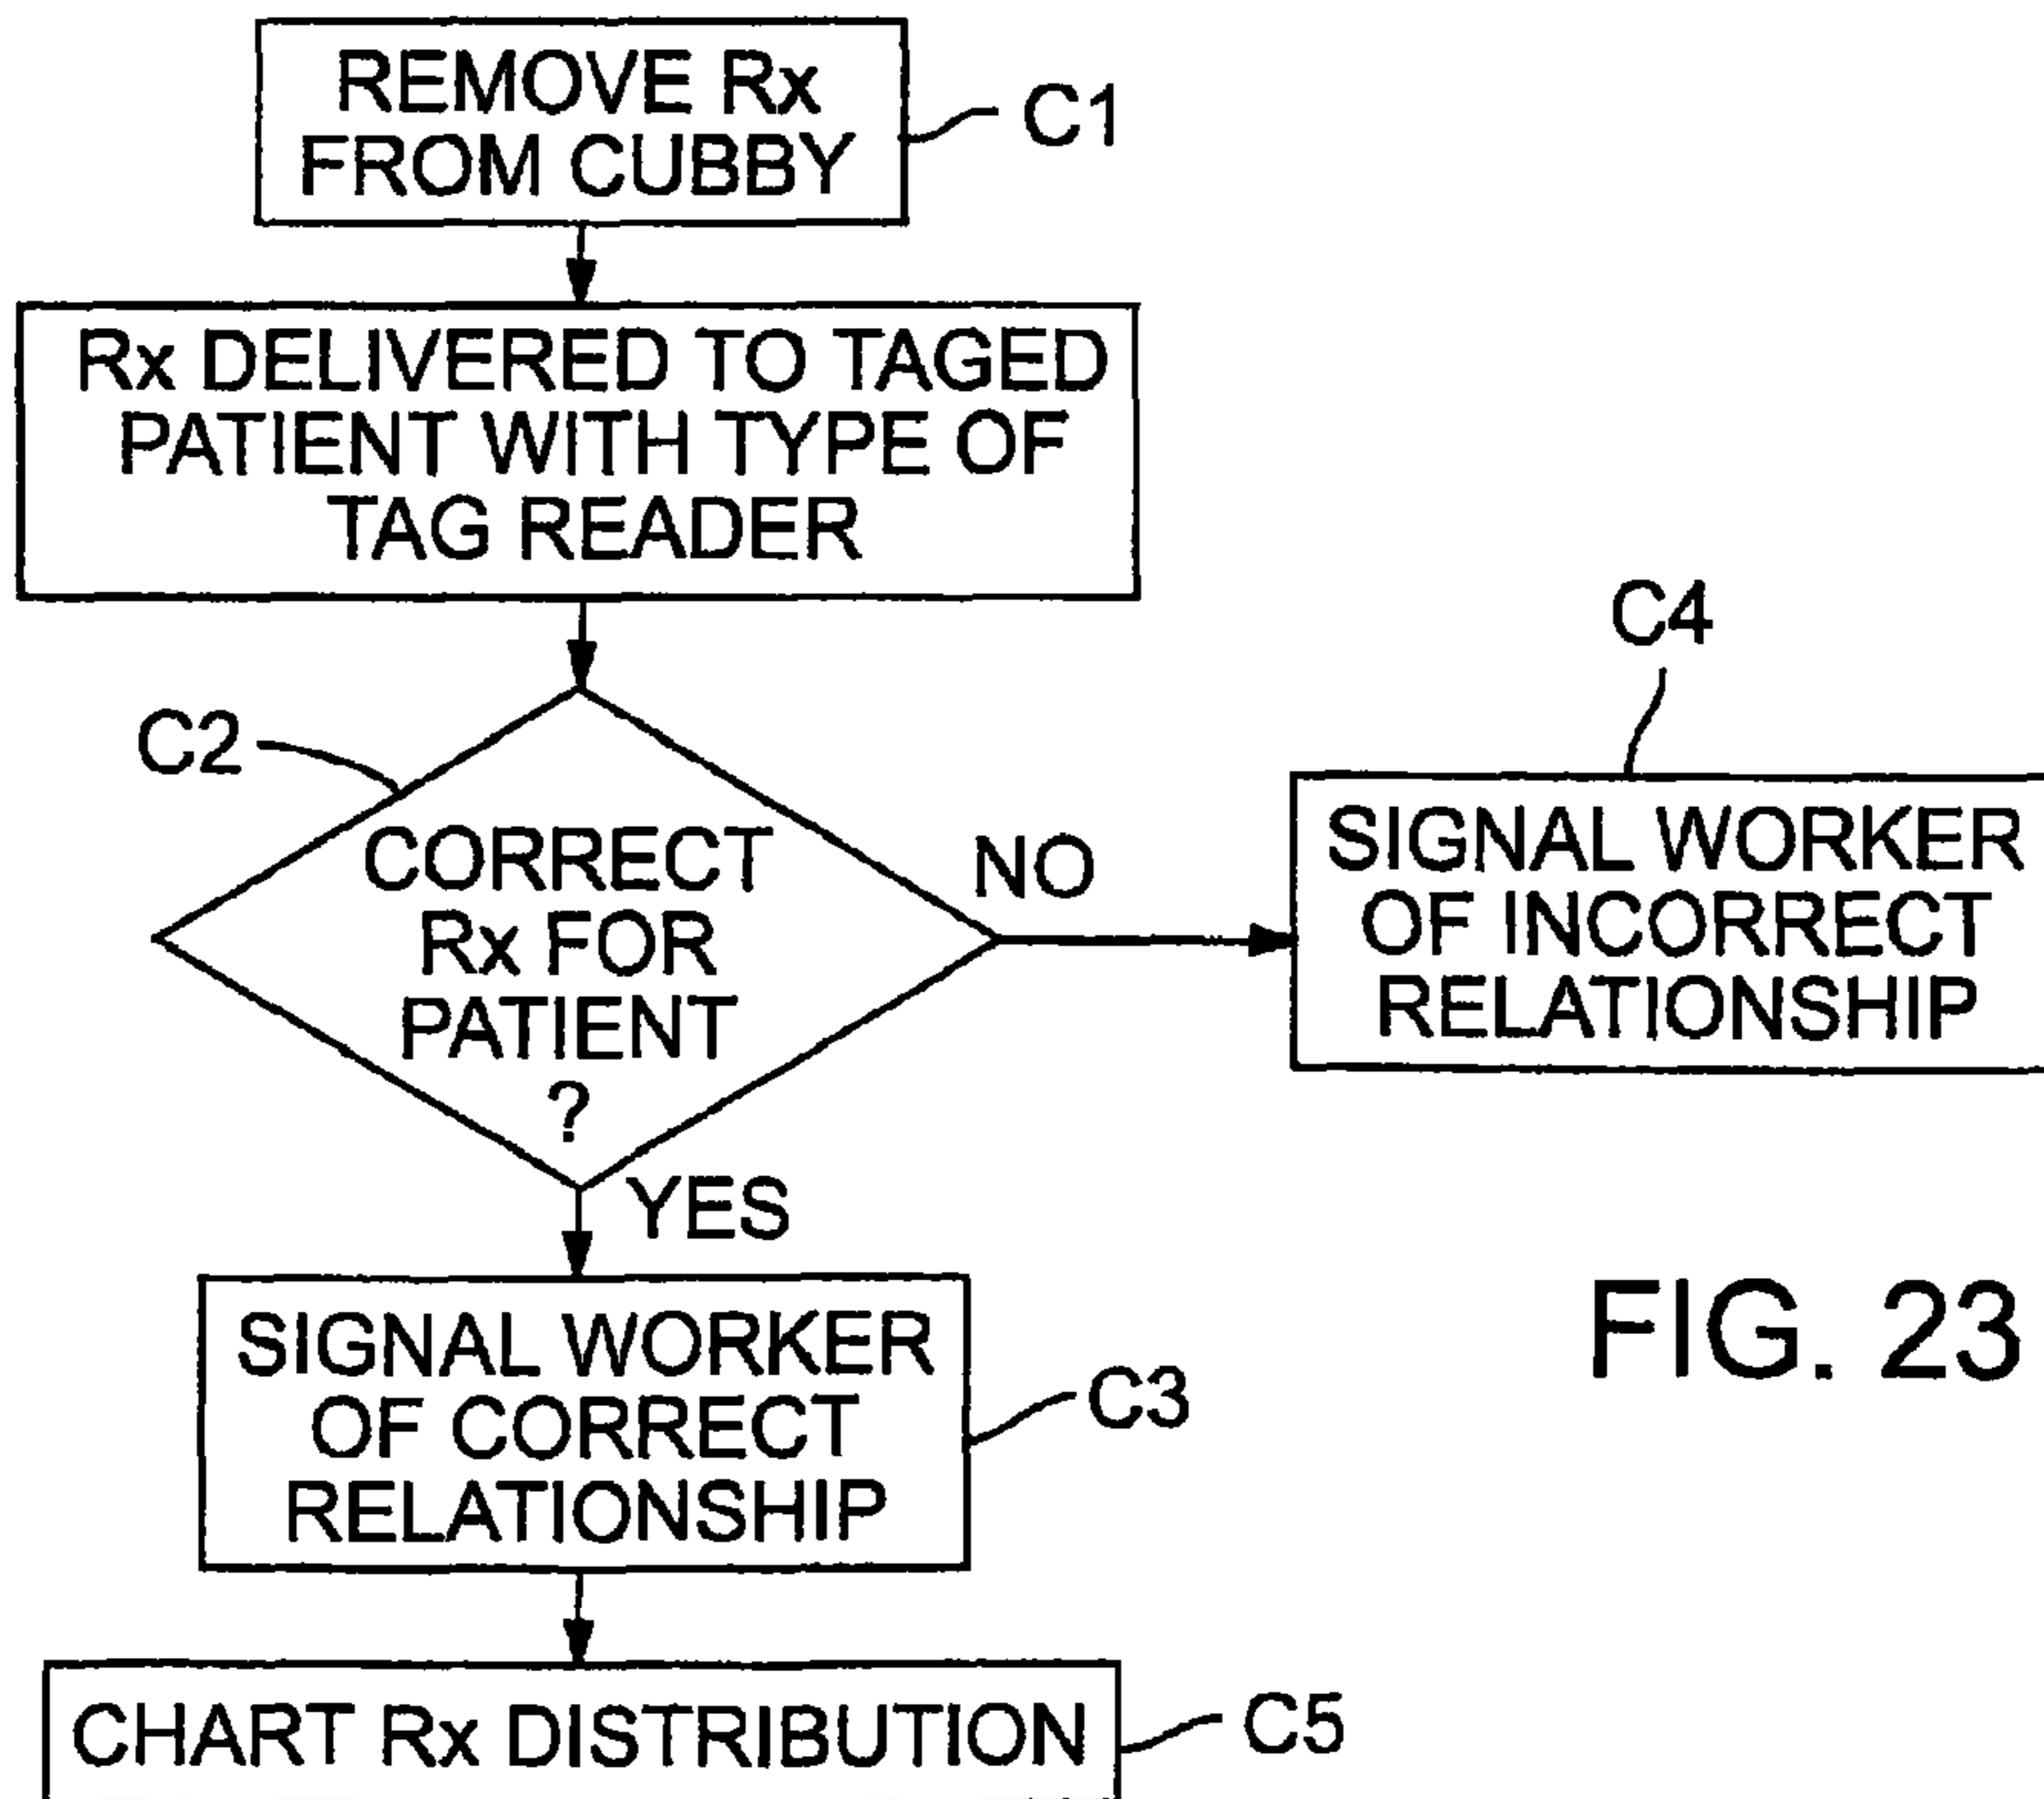 REMOVE Rx
FROM CUBBY
C1
Rx DELIVERED TO TAGED
PATIENT WITH TYPE OF
TAG READER
C4
C2
CORRECT
Rx FOR
PATIENT
?
NO
SIGNAL WORKER
OF INCORRECT
RELATIONSHIP
YES
SIGNAL WORKER
OF CORRECT
RELATIONSHIP
C3
FIG. 23
CHART Rx DISTRIBUTION
C5